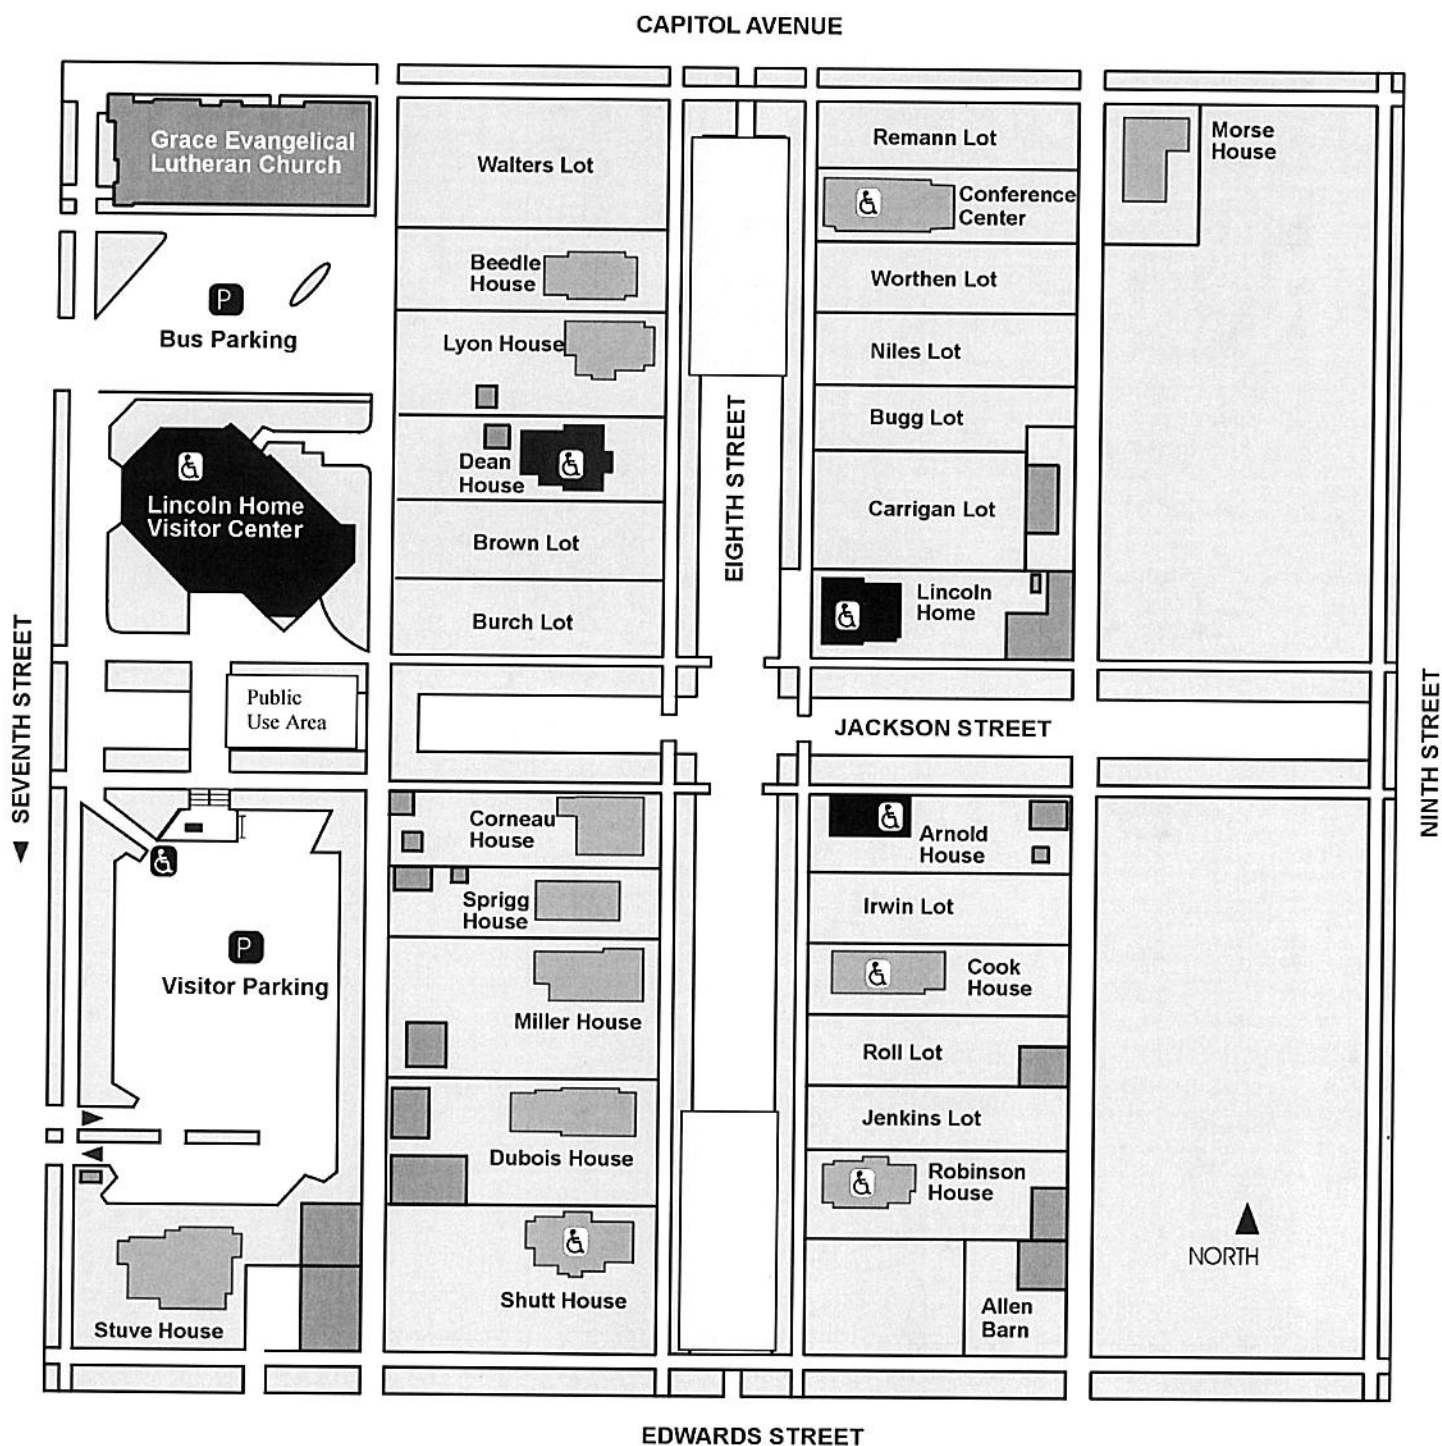 CAPITOL AVENUE
Grace Evangelical
Lutheran Church
Walters Lot
Remann Lot
Morse
House
Conference
Center
Beedle
House
Worthen Lot
P
Bus Parking
Lyon House
Niles Lot
Bugg Lot
EIGHTH STREET
Dean
House
Lincoln Home
Visitor Center
Carrigan Lot
Brown Lot
Lincoln
Home
Burch Lot
SEVENTH STREET
Public
Use Area
JACKSON STREET
NINTH STREET
Corneau
House
Arnold
House
Sprigg
House
Irwin Lot
P
Visitor Parking
Cook
House
Miller House
Roll Lot
Jenkins Lot
Dubois House
Robinson
House
NORTH
Shutt House
Allen
Barn
Stuve House
EDWARDS STREET